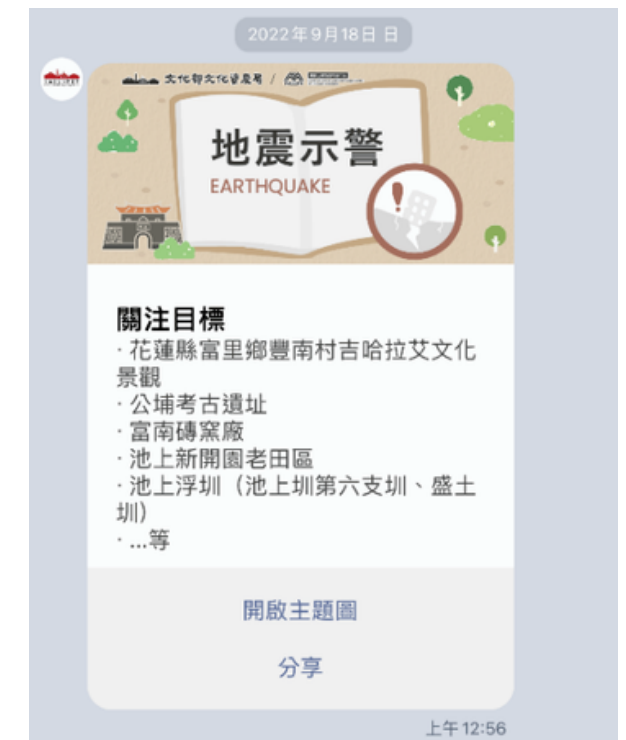 2022年9月18日 日
文化部文化資產局 /
地震示警
EARTHQUAKE
關注目標
· 花蓮縣富里鄉豐南村吉哈拉艾文化
景觀
· 公埔考古遺址
· 富南磚窯廠
· 池上新開園老田區
· 池上浮圳（池上圳第六支圳、盛土
圳）
· ...等
開啟主題圖
分享
上午 12:56